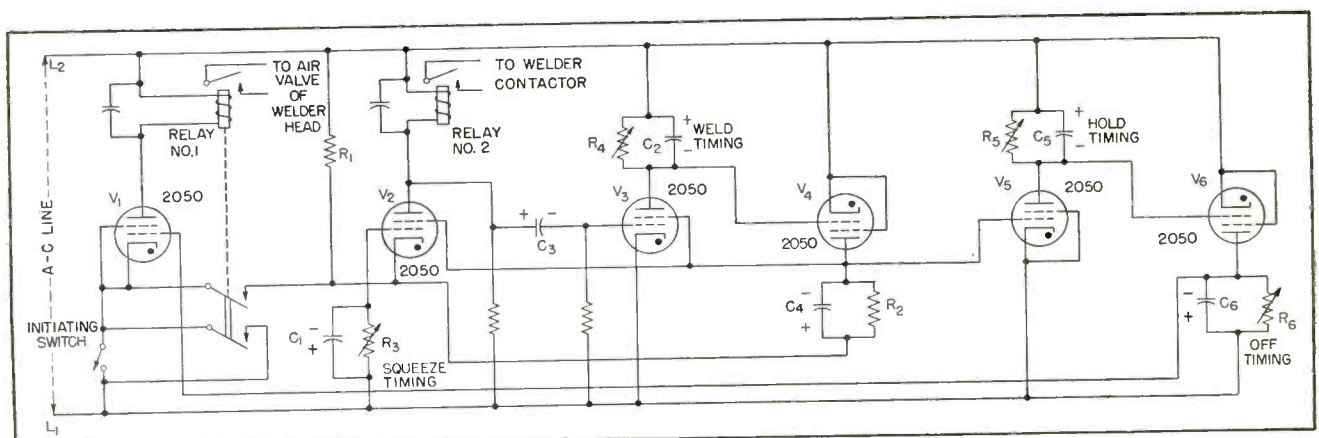 L2
TO AIR
VALVE
OF
WELDER
HEAD
TO WELDER
CONTACTOR
RELAY
NO.1
RELAY
NO. 2
R1
R4
C2
+
-
WELD
TIMING
R5
C5
+
-
HOLD
TIMING
V1
2050
V2
2050
V3
2050
V4
2050
V5
2050
V6
2050
+
-
C3
A-C LINE
INITIATING
SWITCH
C1
-
+
R3
SQUEEZE
TIMING
C4
-
+
R2
-
+
C6
R6
OFF
TIMING
L1